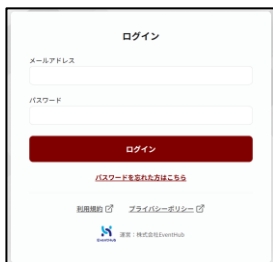 ログイン
メールアドレス
パスワード
ログイン
パスワードを忘れた方はこちら
利用規約 プライバシーポリシー
EventHub 運営：株式会社EventHub